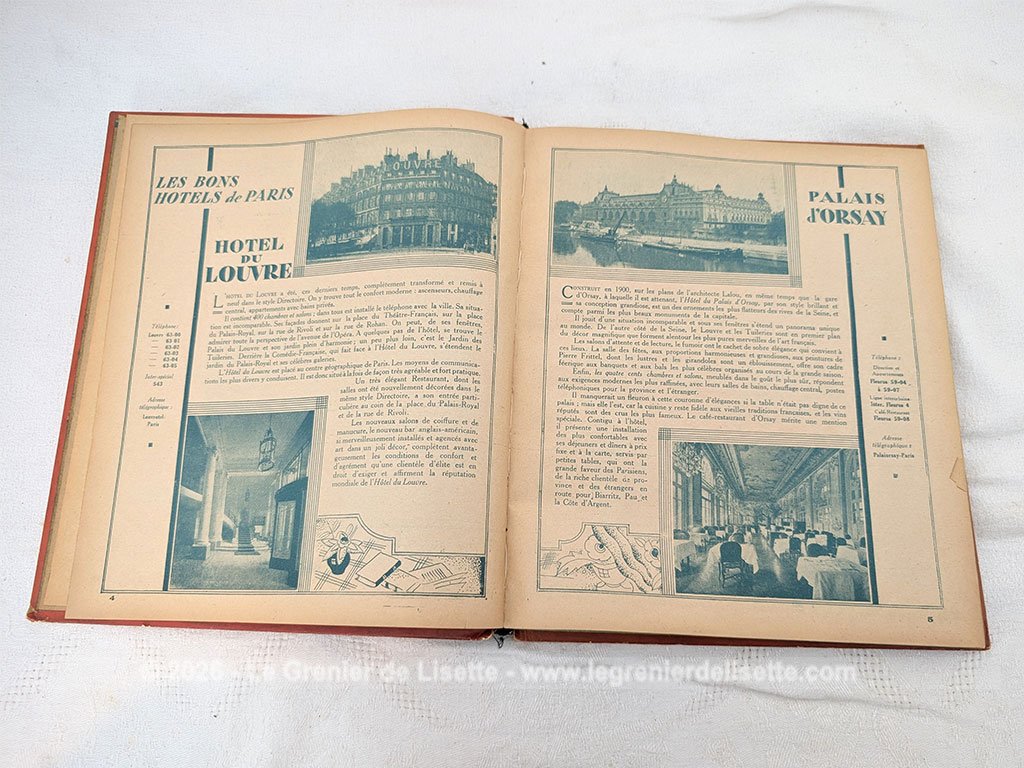 LES BONS
HOTELS de PARIS
HOTEL
DU
LOUVRE
LOUVRE
L'HOTEL DU LOUVRE a été, ces derniers temps, complètement transformé et remis à
neuf dans le style Directoire. On y trouve tout le confort moderne : ascenseurs, chauffage
central, appartements avec bains privés.
Il contient 400 chambres et salons ; dans tous est installé le téléphone avec la ville. Sa situa-
tion est incomparable. Ses façades donnent sur la place du Théâtre-Français, sur la place
du Palais-Royal, sur la rue de Rivoli et sur la rue de Rohan. On peut, de ses fenêtres,
admirer toute la perspective de l'avenue de l'Opéra. A quelques pas de l'hôtel, se trouve le
Palais du Louvre et son jardin plein d'harmonie ; un peu plus loin, c'est le Jardin des
Tuileries. Derrière la Comédie-Française, qui fait face à l'Hôtel du Louvre, s'étendent le
jardin du Palais-Royal et ses célèbres galeries.
L'Hôtel du Louvre est placé au centre géographique de Paris. Les moyens de communica-
tions les plus divers y conduisent. Il est donc situé à la fois de façon très agréable et fort pratique.
Un très élégant Restaurant, dont les
salles ont été nouvellement décorées dans le
même style Directoire, a son entrée parti-
culière au coin de la place du Palais-Royal
et de la rue de Rivoli.
Les nouveaux salons de coiffure et de
manucure, le nouveau bar anglais-américain,
si merveilleusement installés et agencés avec
art dans un joli décor, complètent avanta-
geusement les conditions de confort et
d'agrément qu'une clientèle d'élite est en
droit d'exiger et affirment la réputation
mondiale de l'Hôtel du Louvre.
Téléphone :
Louvre 63-00
— 63-01
— 63-02
— 63-03
— 63-04
— 63-05
Inter-spécial
543
Adresse
télégraphique :
Louvrotel-
Paris
4
PALAIS
d'ORSAY
CONSTRUIT en 1900, sur les plans de l'architecte Lalou, en même temps que la gare
d'Orsay, à laquelle il est attenant, l'Hôtel du Palais d'Orsay, par son style brillant et
sa conception grandiose, est un des ornements les plus flatteurs des rives de la Seine, et
compte parmi les plus beaux monuments de la capitale.
Il jouit d'une situation incomparable et sous ses fenêtres s'étend un panorama unique
au monde. De l'autre côté de la Seine, le Louvre et les Tuileries sont en premier plan
du décor magnifique que forment alentour les plus pures merveilles de l'art français.
Les salons d'attente et de lecture, le fumoir ont le cachet de sobre élégance qui convient à
ces lieux. La salle des fêtes, aux proportions harmonieuses et grandioses, aux peintures de
Pierre Frittel, dont les lustres et les girandoles sont un éblouissement, offre son cadre
féerique aux banquets et aux bals les plus célèbres organisés au cours de la grande saison.
Enfin, les quatre cents chambres et salons, meublés dans le goût le plus sûr, répondent
aux exigences modernes les plus raffinées, avec leurs salles de bains, chauffage central, postes
téléphoniques pour la province et l'étranger.
Il manquerait un fleuron à cette couronne d'élégances si la table n'était pas digne de ce
palais ; mais elle l'est, car la cuisine y reste fidèle aux vieilles traditions françaises, et les vins
réputés sont des crus les plus fameux. Le café-restaurant d'Orsay mérite une mention
spéciale. Contigu à l'hôtel,
il présente une installation
des plus confortables avec
ses déjeuners et dîners à prix
fixe et à la carte, servis par
petites tables, qui ont la
grande faveur des Parisiens,
de la riche clientèle de pro-
vince et des étrangers en
route pour Biarritz, Pau et
la Côte d'Argent.
Téléphone :
Direction et
Appartements
Fleurus 59-04
à 59-07
Lignes interurbaines :
Inter. Fleurus 4
Café-Restaurant
Fleurus 59-08
Adresse
télégraphique :
Palaiorsay-Paris
5
© 2026 - Le Grenier de Lisette - www.legrenierdelisette.com